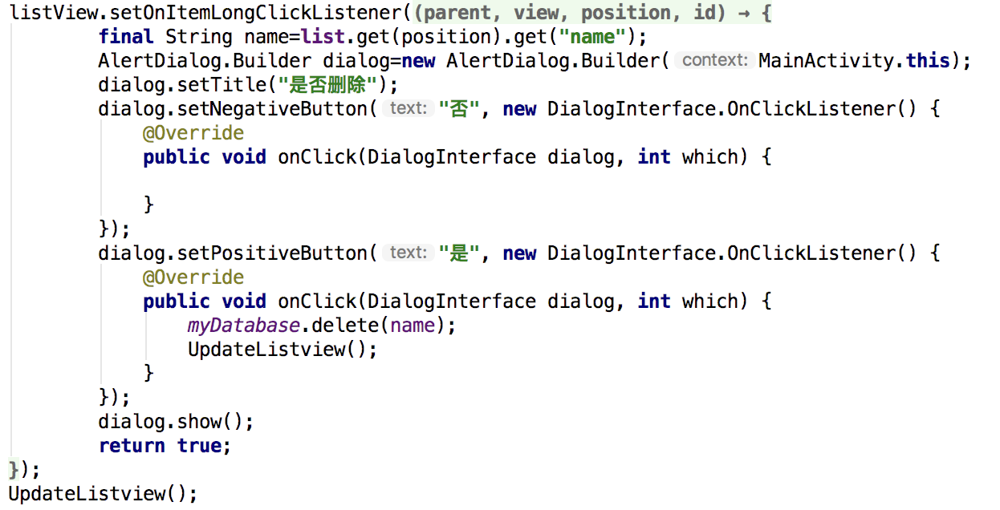 listView.setOnItemLongClickListener((parent, view, position, id) → {
final String name=list.get(position).get("name");
AlertDialog.Builder dialog=new AlertDialog.Builder( context: MainActivity.this);
dialog.setTitle("是否删除");
dialog.setNegativeButton( text: "否", new DialogInterface.OnClickListener() {
@Override
public void onClick(DialogInterface dialog, int which) {
}
});
dialog.setPositiveButton( text: "是", new DialogInterface.OnClickListener() {
@Override
public void onClick(DialogInterface dialog, int which) {
myDatabase.delete(name);
UpdateListview();
}
});
dialog.show();
return true;
});
UpdateListview();